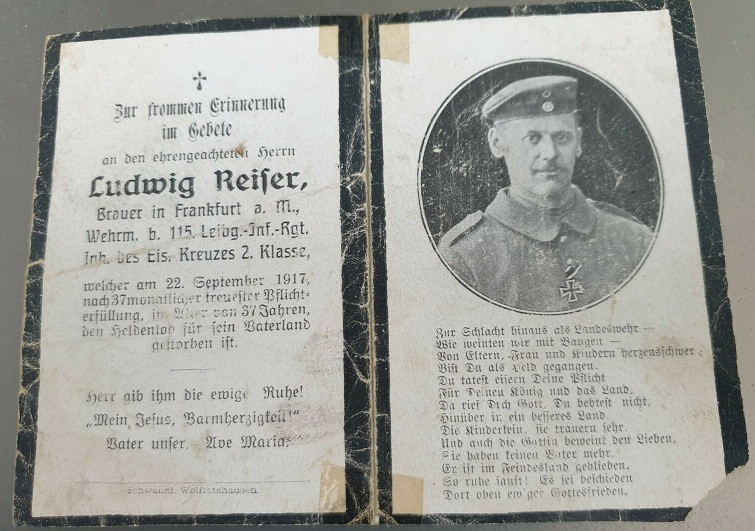 Zur frommen Erinnerung
im Gebete
an den ehrengeachteten Herrn
Ludwig Reiser,
Brauer in Frankfurt a. M.,
Wehrm. b. 115. Leibg.-Inf.-Rgt.
Inh. des Eis. Kreuzes 2. Klasse,
welcher am 22. September 1917,
nach 37monatlicher treuester Pflicht-
erfüllung, im Alter von 37 Jahren,
den Heldentod für sein Vaterland
gestorben ist.
Herr gib ihm die ewige Ruhe!
„Mein Jesus, Barmherzigkeit!"
Vater unser. Ave Maria.
Schwankl, Wolfratshausen
Zur Schlacht hinaus als Landeswehr —
Wie weinten wir mit Bangen —
Von Eltern, Frau und Kindern herzensschwer
Bist Du als Held gegangen.
Du tatest eisern Deine Pflicht
Für Deinen König und das Land,
Da rief Dich Gott, Du bebtest nicht,
Hinüber in ein besseres Land.
Die Kinderlein, sie trauern sehr,
Und auch die Gattin beweint den Lieben,
Sie haben keinen Vater mehr,
Er ist im Feindesland geblieben.
So ruhe sanft! Es sei beschieden
Dort oben ew'ger Gottesfrieden.